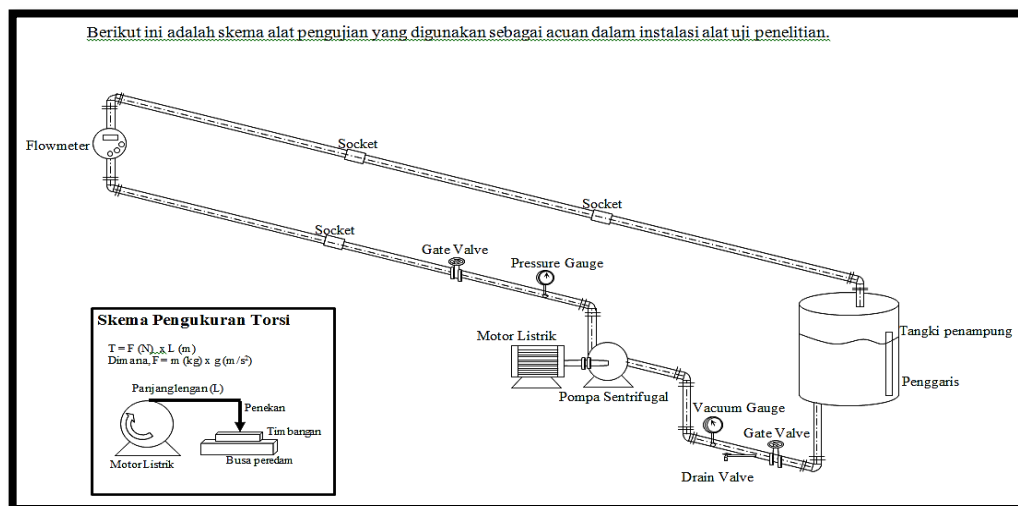 Berikut ini adalah skema alat pengujian yang digunakan sebagai acuan dalam instalasi alat uji penelitian.
Flowmeter
Socket
Socket
Socket
Gate Valve
Pressure Gauge
Motor Listrik
Pompa Sentrifugal
Tangki penampung
Penggaris
Vacuum Gauge
Gate Valve
Drain Valve
Skema Pengukuran Torsi
T = F (N) x L (m)
Dimana, F = m (kg) x g (m/s²)
Panjanglengan (L)
Penekan
Timbangan
Busa peredam
Motor Listrik